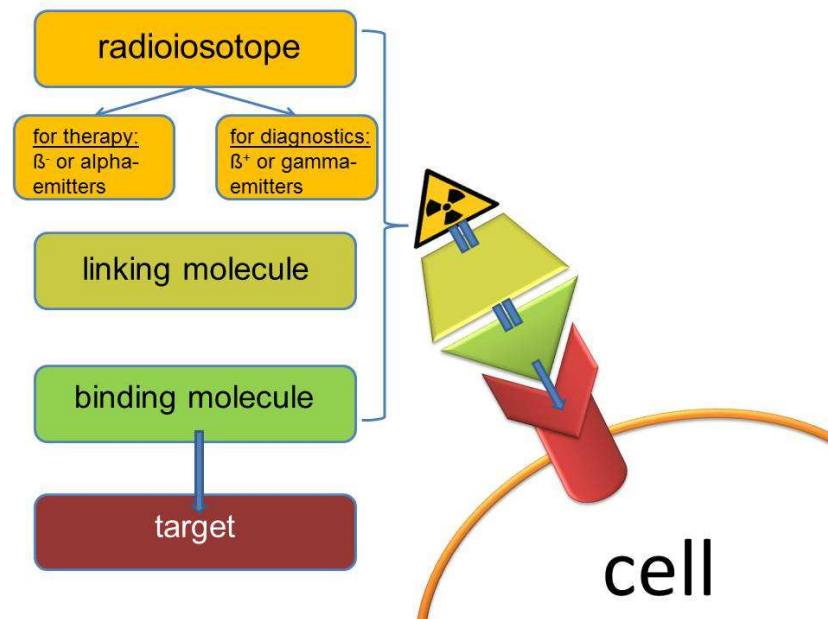 radioiosotope
for therapy:
ß⁻ or alpha-
emitters
for diagnostics:
ß⁺ or gamma-
emitters
linking molecule
binding molecule
target
cell